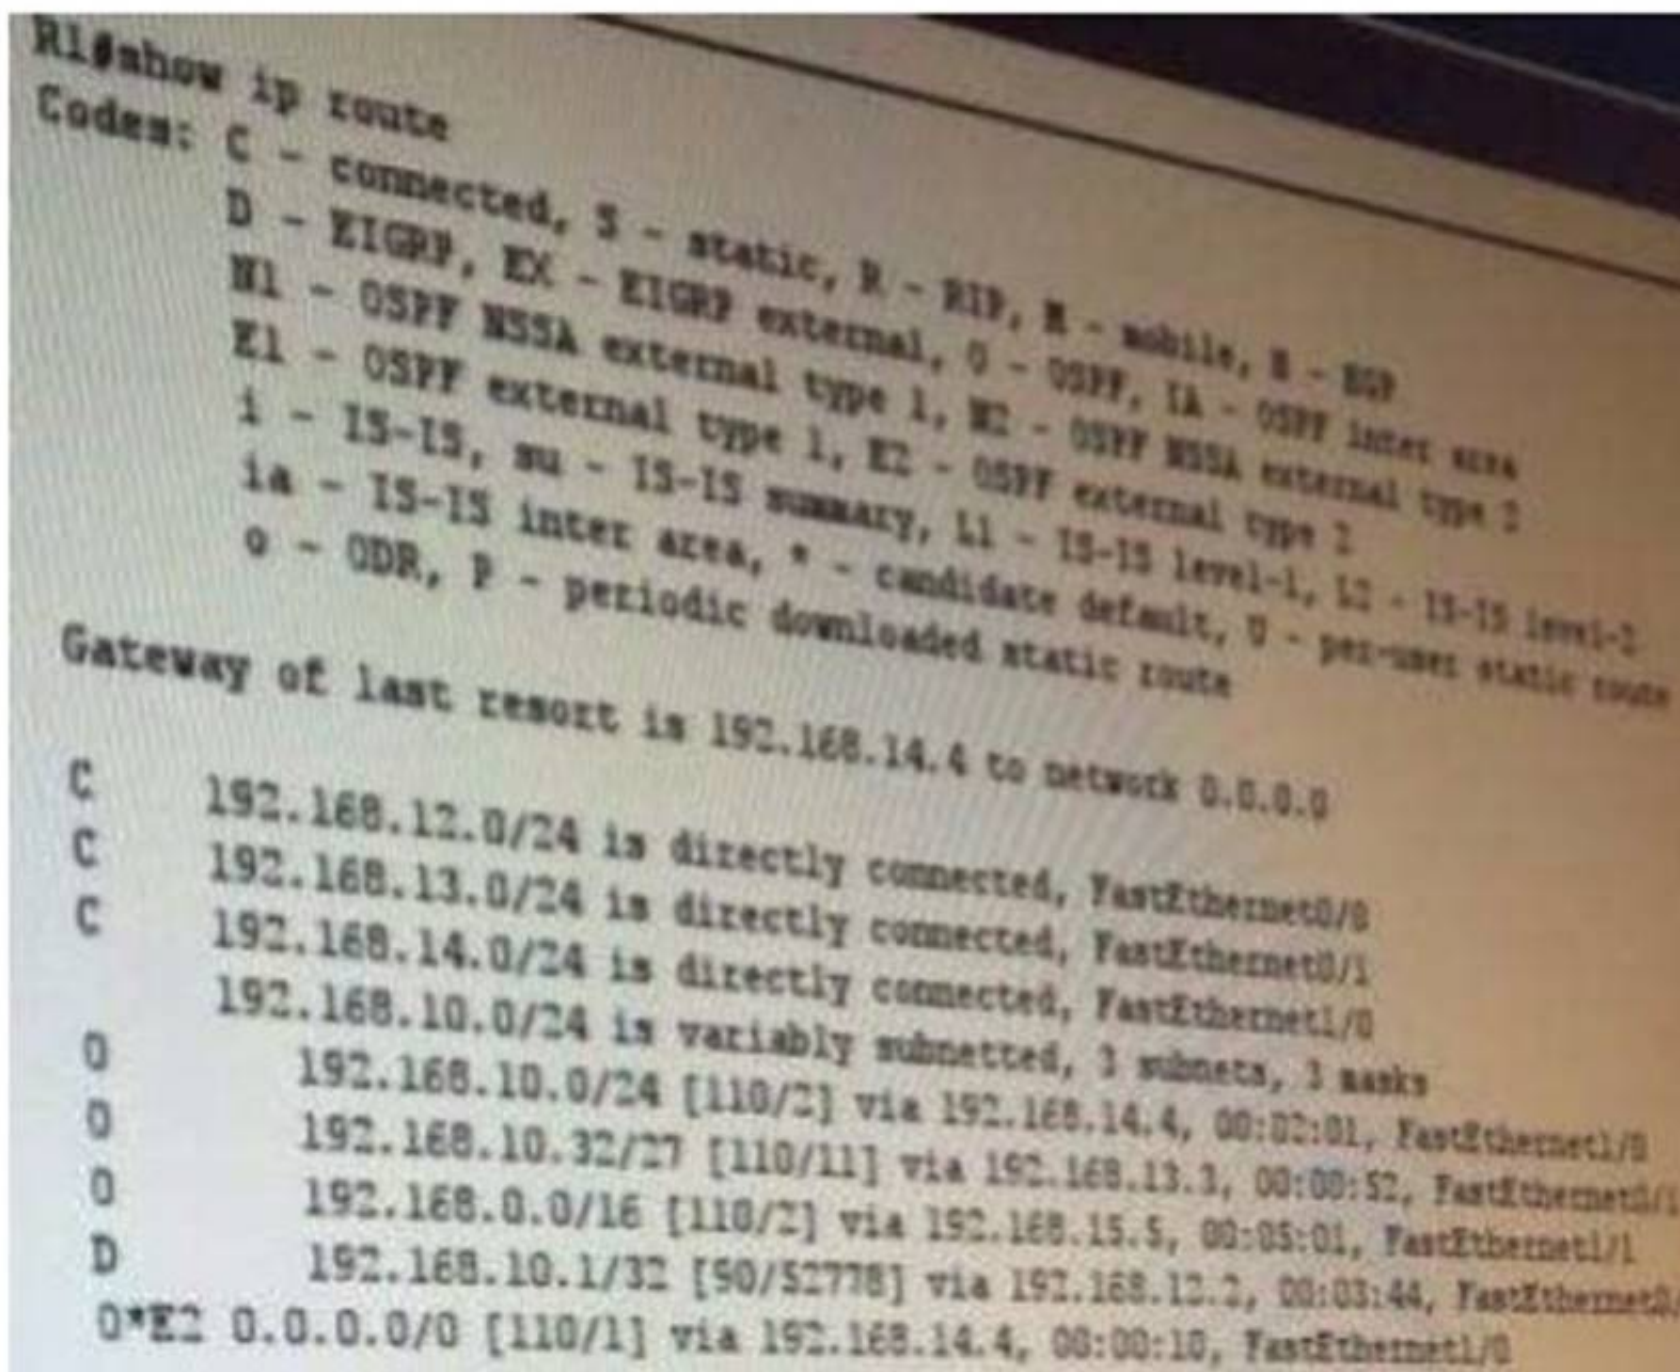 R1#show ip route
Codes: C - connected, S - static, R - RIP, M - mobile, B - BGP
D - EIGRP, EX - EIGRP external, O - OSPF, IA - OSPF inter area
N1 - OSPF NSSA external type 1, N2 - OSPF NSSA external type 2
E1 - OSPF external type 1, E2 - OSPF external type 2
i - IS-IS, su - IS-IS summary, L1 - IS-IS level-1, L2 - IS-IS level-2
ia - IS-IS inter area, * - candidate default, U - per-user static route
o - ODR, P - periodic downloaded static route
Gateway of last resort is 192.168.14.4 to network 0.0.0.0
C 192.168.12.0/24 is directly connected, FastEthernet0/0
C 192.168.13.0/24 is directly connected, FastEthernet0/1
C 192.168.14.0/24 is directly connected, FastEthernet1/0
192.168.10.0/24 is variably subnetted, 3 subnets, 3 masks
O 192.168.10.0/24 [110/2] via 192.168.14.4, 00:02:01, FastEthernet1/0
O 192.168.10.32/27 [110/11] via 192.168.13.3, 00:00:52, FastEthernet0/1
O 192.168.0.0/16 [110/2] via 192.168.15.5, 00:05:01, FastEthernet1/1
D 192.168.10.1/32 [90/52778] via 192.168.12.2, 00:03:44, FastEthernet0/
O*E2 0.0.0.0/0 [110/1] via 192.168.14.4, 00:00:10, FastEthernet1/0